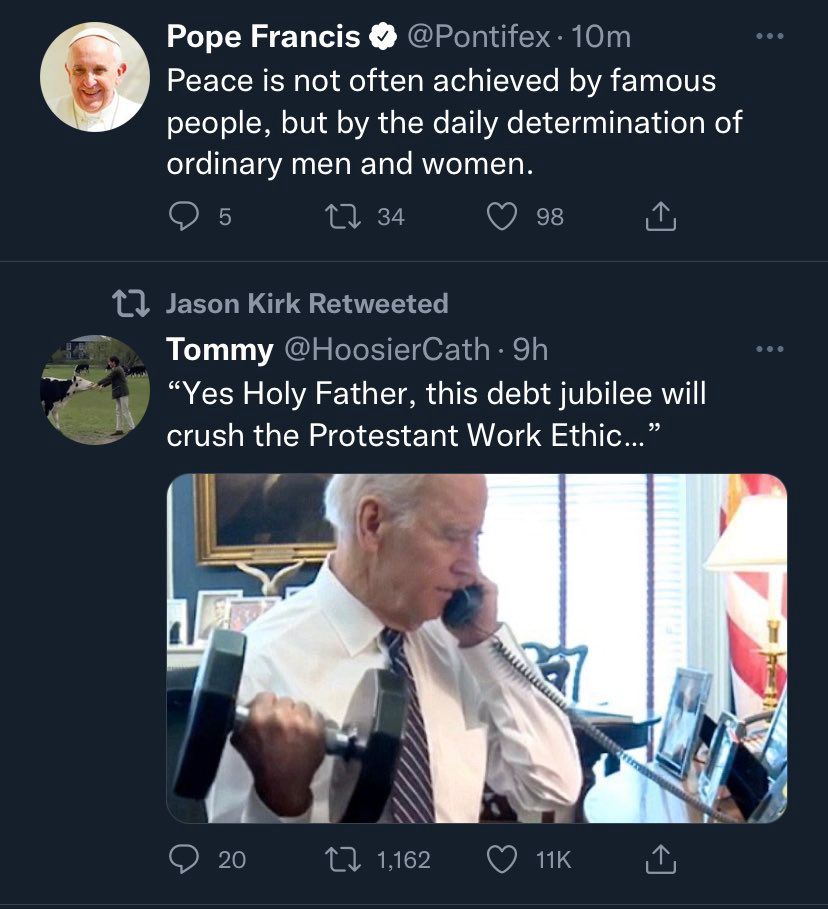 Pope Francis @Pontifex · 10m
Peace is not often achieved by famous
people, but by the daily determination of
ordinary men and women.
5 34 98
Jason Kirk Retweeted
Tommy @HoosierCath · 9h
“Yes Holy Father, this debt jubilee will
crush the Protestant Work Ethic...”
20 1,162 11K